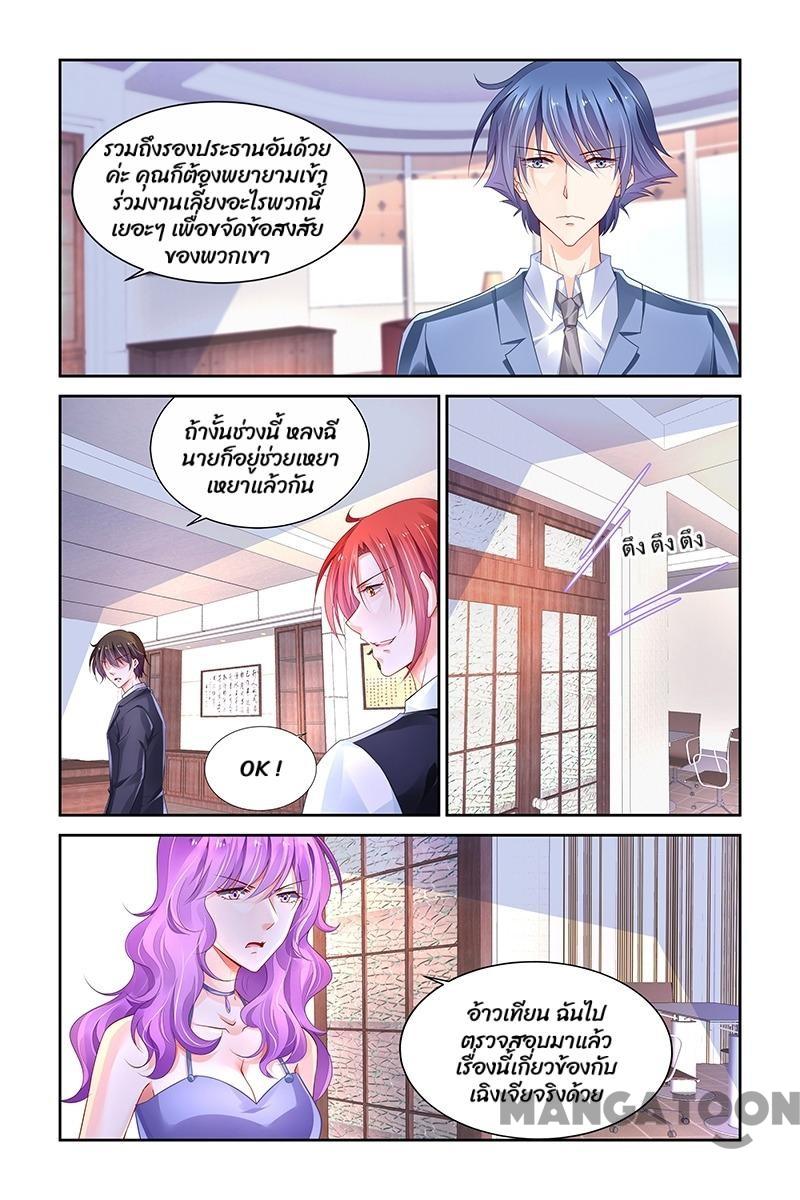 รวมถึงรองประธานอันด้วย
ค่ะ คุณก็ต้องพยายามเข้า
ร่วมงานเลี้ยงอะไรพวกนี้
เยอะๆ เพื่อขจัดข้อสงสัย
ของพวกเขา
ถ้างั้นช่วงนี้ หลงฉี
นายก็อยู่ช่วยเหยา
เหยาแล้วกัน
OK !
ตึง ตึง ตึง
อ้าวเทียน ฉันไป
ตรวจสอบมาแล้ว
เรื่องนี้เกี่ยวข้องกับ
เฉิงเจียจริงด้วย
MANGATOON